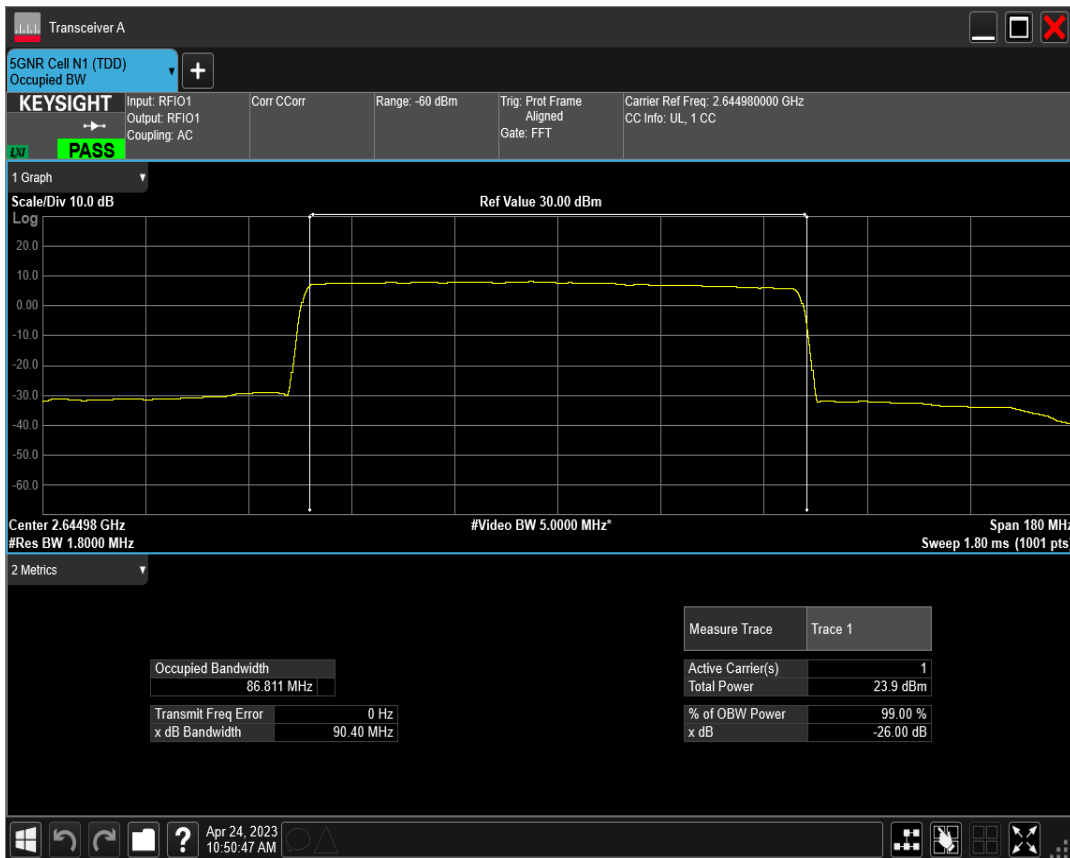 Transceiver A
5GNR Cell N1 (TDD)
Occupied BW
+
KEYSIGHT
LXI
PASS
Input: RFIO1
Output: RFIO1
Coupling: AC
Corr CCorr
Range: -60 dBm
Trig: Prot Frame
Aligned
Gate: FFT
Carrier Ref Freq: 2.644980000 GHz
CC Info: UL, 1 CC
1 Graph
Scale/Div 10.0 dB
Ref Value 30.00 dBm
Log
20.0
10.0
0.00
-10.0
-20.0
-30.0
-40.0
-50.0
-60.0
Center 2.64498 GHz
#Video BW 5.0000 MHz*
Span 180 MHz
#Res BW 1.8000 MHz
Sweep 1.80 ms (1001 pts)
2 Metrics
Measure Trace Trace 1
Occupied Bandwidth
86.811 MHz
Active Carrier(s) 1
Total Power 23.9 dBm
Transmit Freq Error 0 Hz
x dB Bandwidth 90.40 MHz
% of OBW Power 99.00 %
x dB -26.00 dB
?
Apr 24, 2023
10:50:47 AM